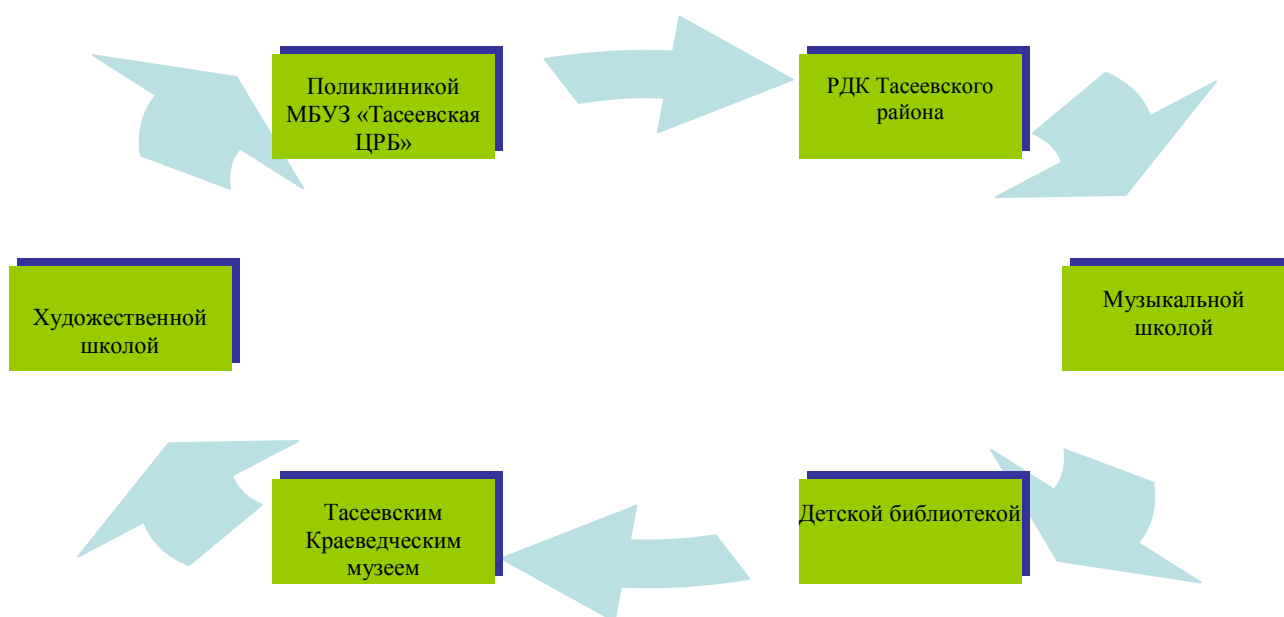 Поликлиникой
МБУЗ «Тасеевская
ЦРБ»
РДК Тасеевского
района
Художественной
школой
Музыкальной
школой
Тасеевским
Краеведческим
музеем
Детской библиотекой